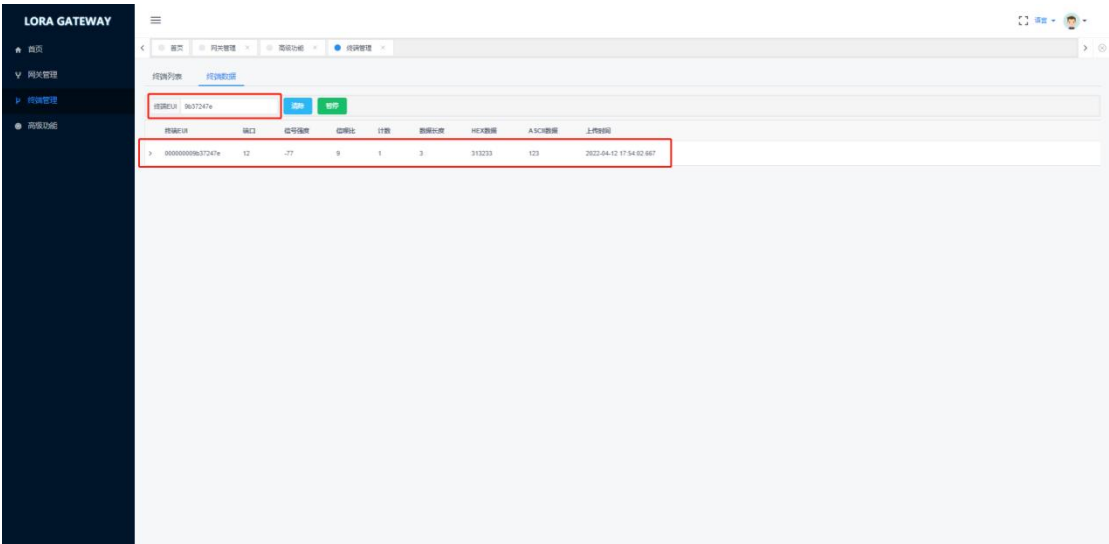 LORA GATEWAY
语言
首页
首页
网关管理
高级功能
终端管理
网关管理
终端列表
终端数据
终端管理
终端EUI
9b37247e
清除
暂停
高级功能
终端EUI
端口
信号强度
信噪比
计数
数据长度
HEX数据
ASCII数据
上传时间
000000009b37247e
12
-77
9
1
3
313233
123
2022-04-12 17:54:02:667